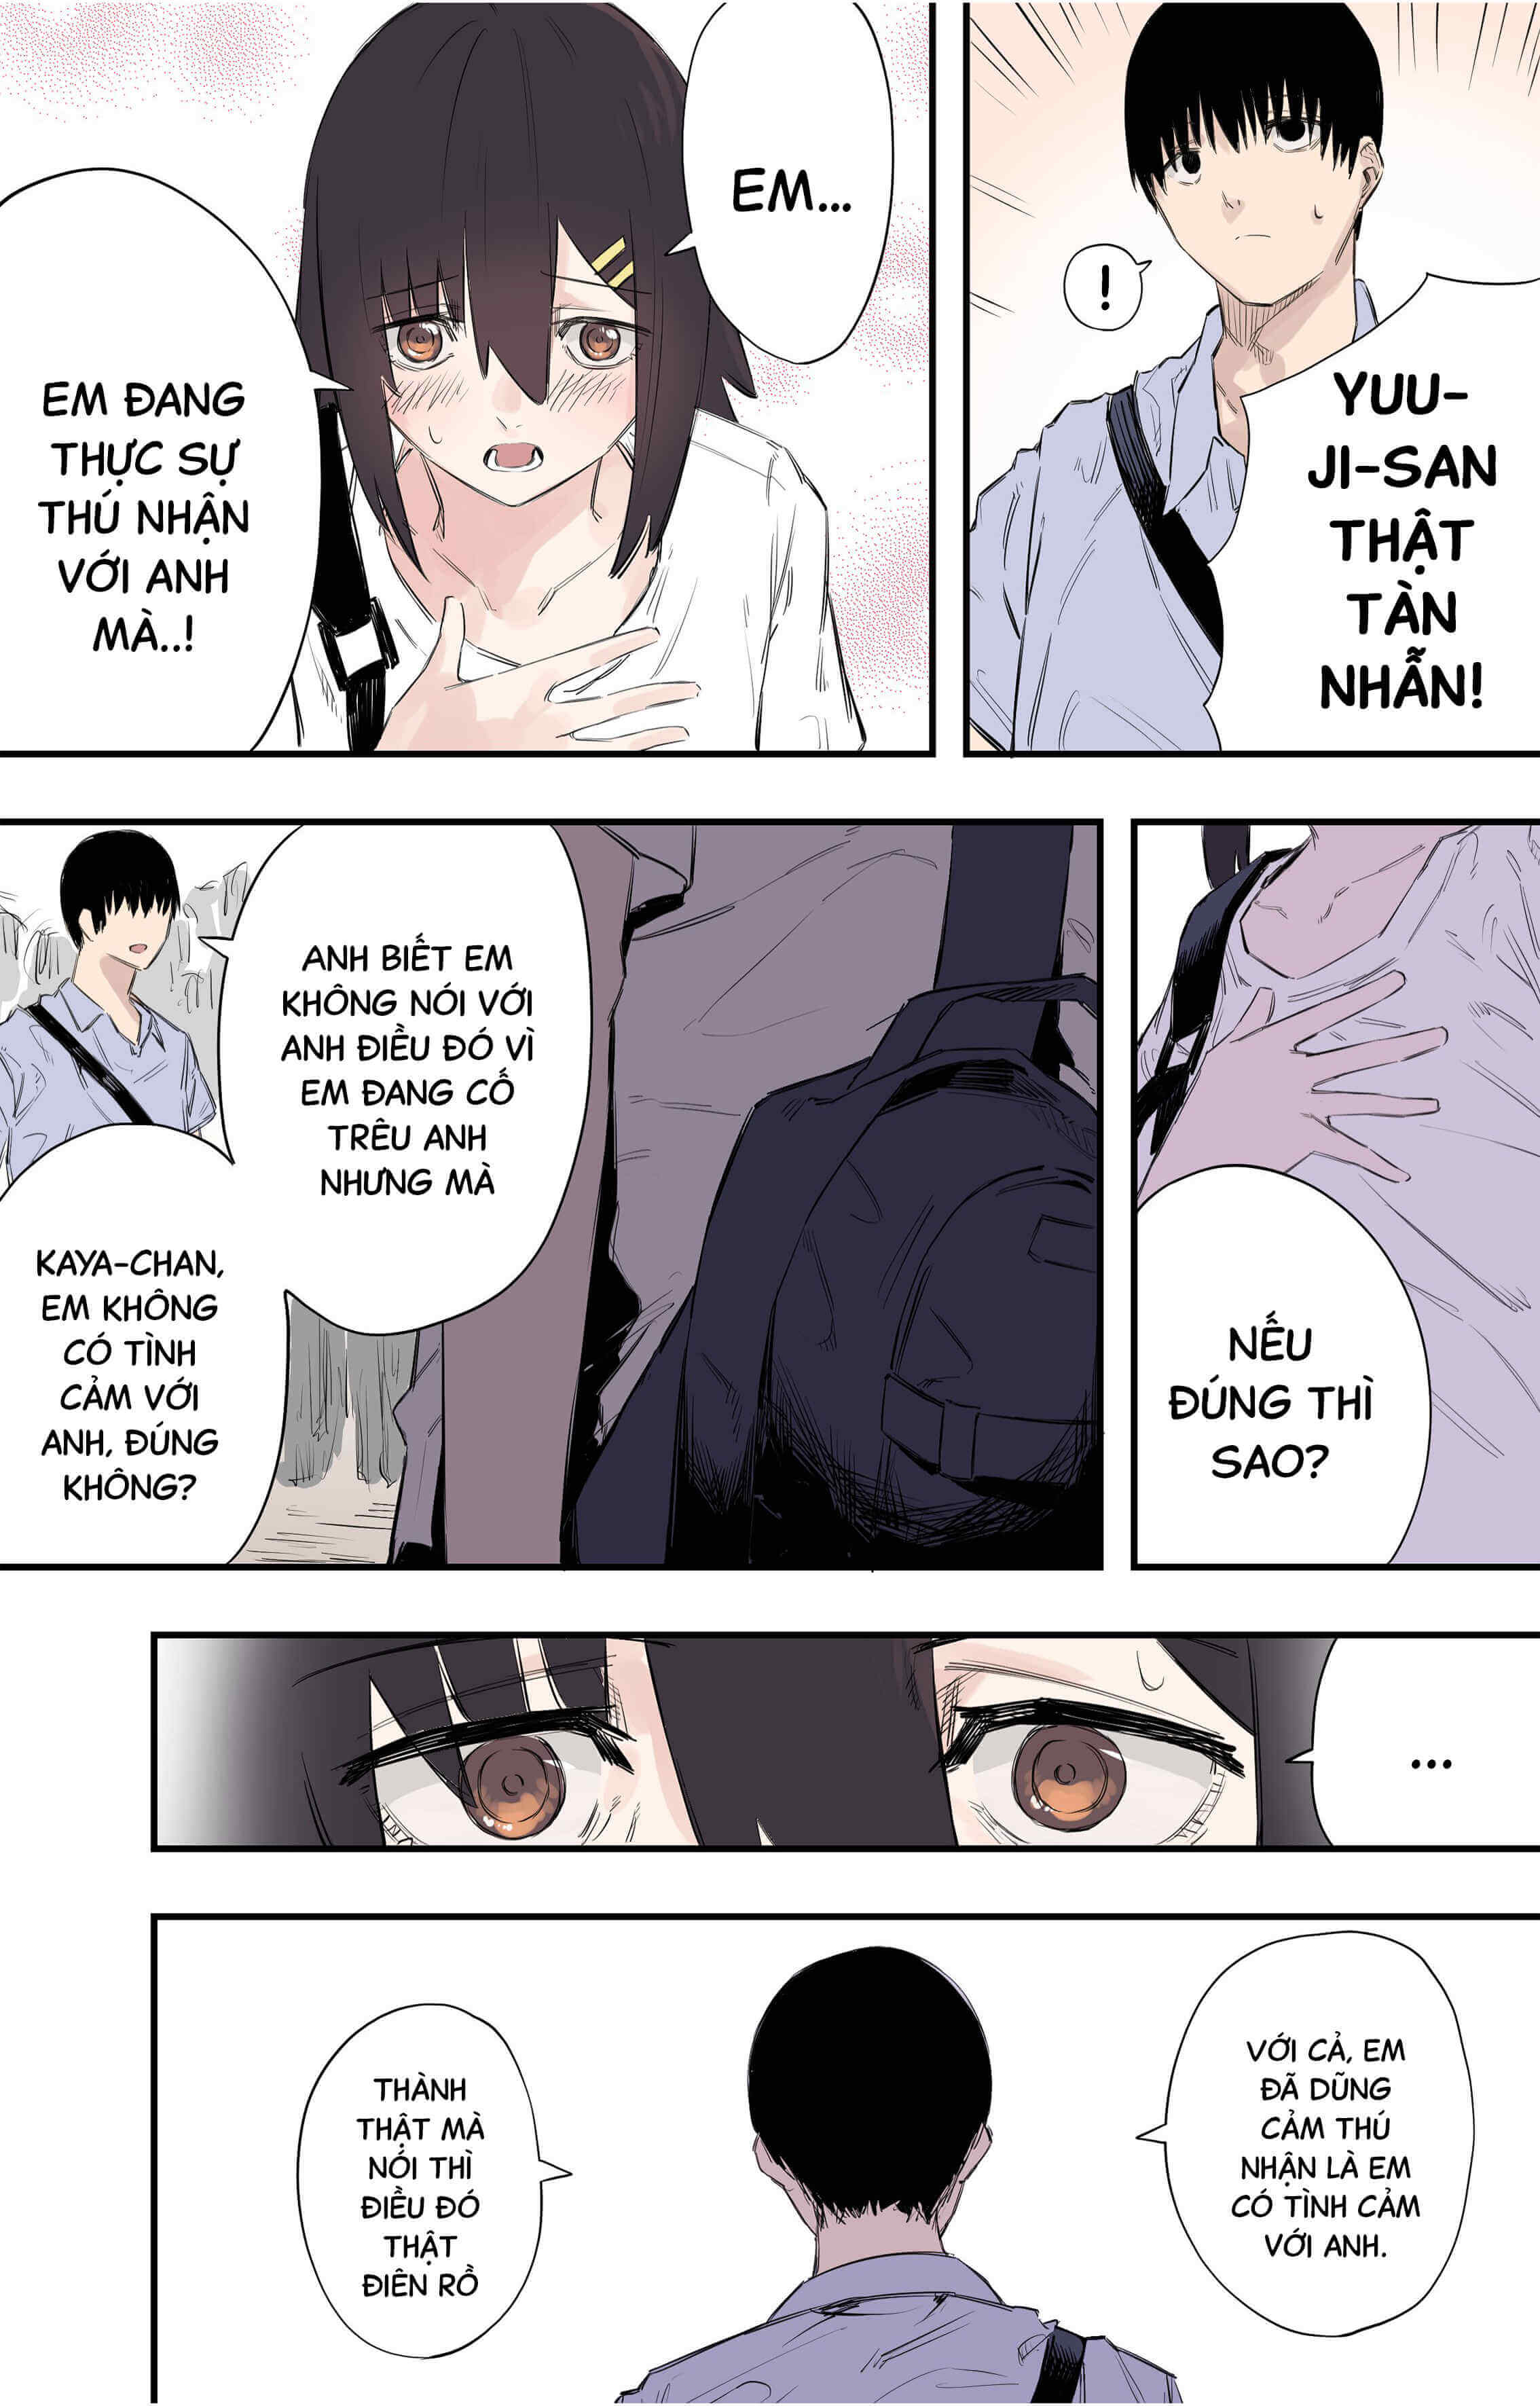 YUU-
JI-SAN
THẬT
TÀN
NHẪN!
!
EM...
EM ĐANG
THỰC SỰ
THÚ NHẬN
VỚI ANH
MÀ..!
NẾU
ĐÚNG THÌ
SAO?
ANH BIẾT EM
KHÔNG NÓI VỚI
ANH ĐIỀU ĐÓ VÌ
EM ĐANG CỐ
TRÊU ANH
NHƯNG MÀ
KAYA-CHAN,
EM KHÔNG
CÓ TÌNH
CẢM VỚI
ANH, ĐÚNG
KHÔNG?
...
VỚI CẢ, EM
ĐÃ DŨNG
CẢM THÚ
NHẬN LÀ EM
CÓ TÌNH CẢM
VỚI ANH.
THÀNH
THẬT MÀ
NÓI THÌ
ĐIỀU ĐÓ
THẬT
ĐIÊN RỒ